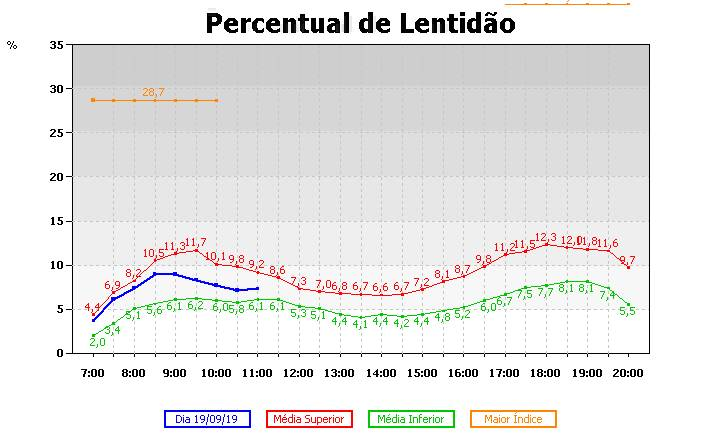 Percentual de Lentidão
%
35
30
25
20
15
10
5
0
28,7
4,4 6,9 8,2 10,5 11,3 11,7 10,1 9,8 9,2 8,6 7,3 7,0 6,8 6,7 6,6 6,7 7,2 8,1 8,7 9,8 11,2 11,5 12,3 12,0 11,8 11,6 9,7
2,0 3,4 5,1 5,6 6,1 6,2 6,0 5,8 6,1 6,1 5,3 5,1 4,4 4,1 4,4 4,2 4,4 4,8 5,2 6,0 6,7 7,5 7,7 8,1 8,1 7,4 5,5
7:00 8:00 9:00 10:00 11:00 12:00 13:00 14:00 15:00 16:00 17:00 18:00 19:00 20:00
Dia 19/09/19 Média Superior Média Inferior Maior Índice